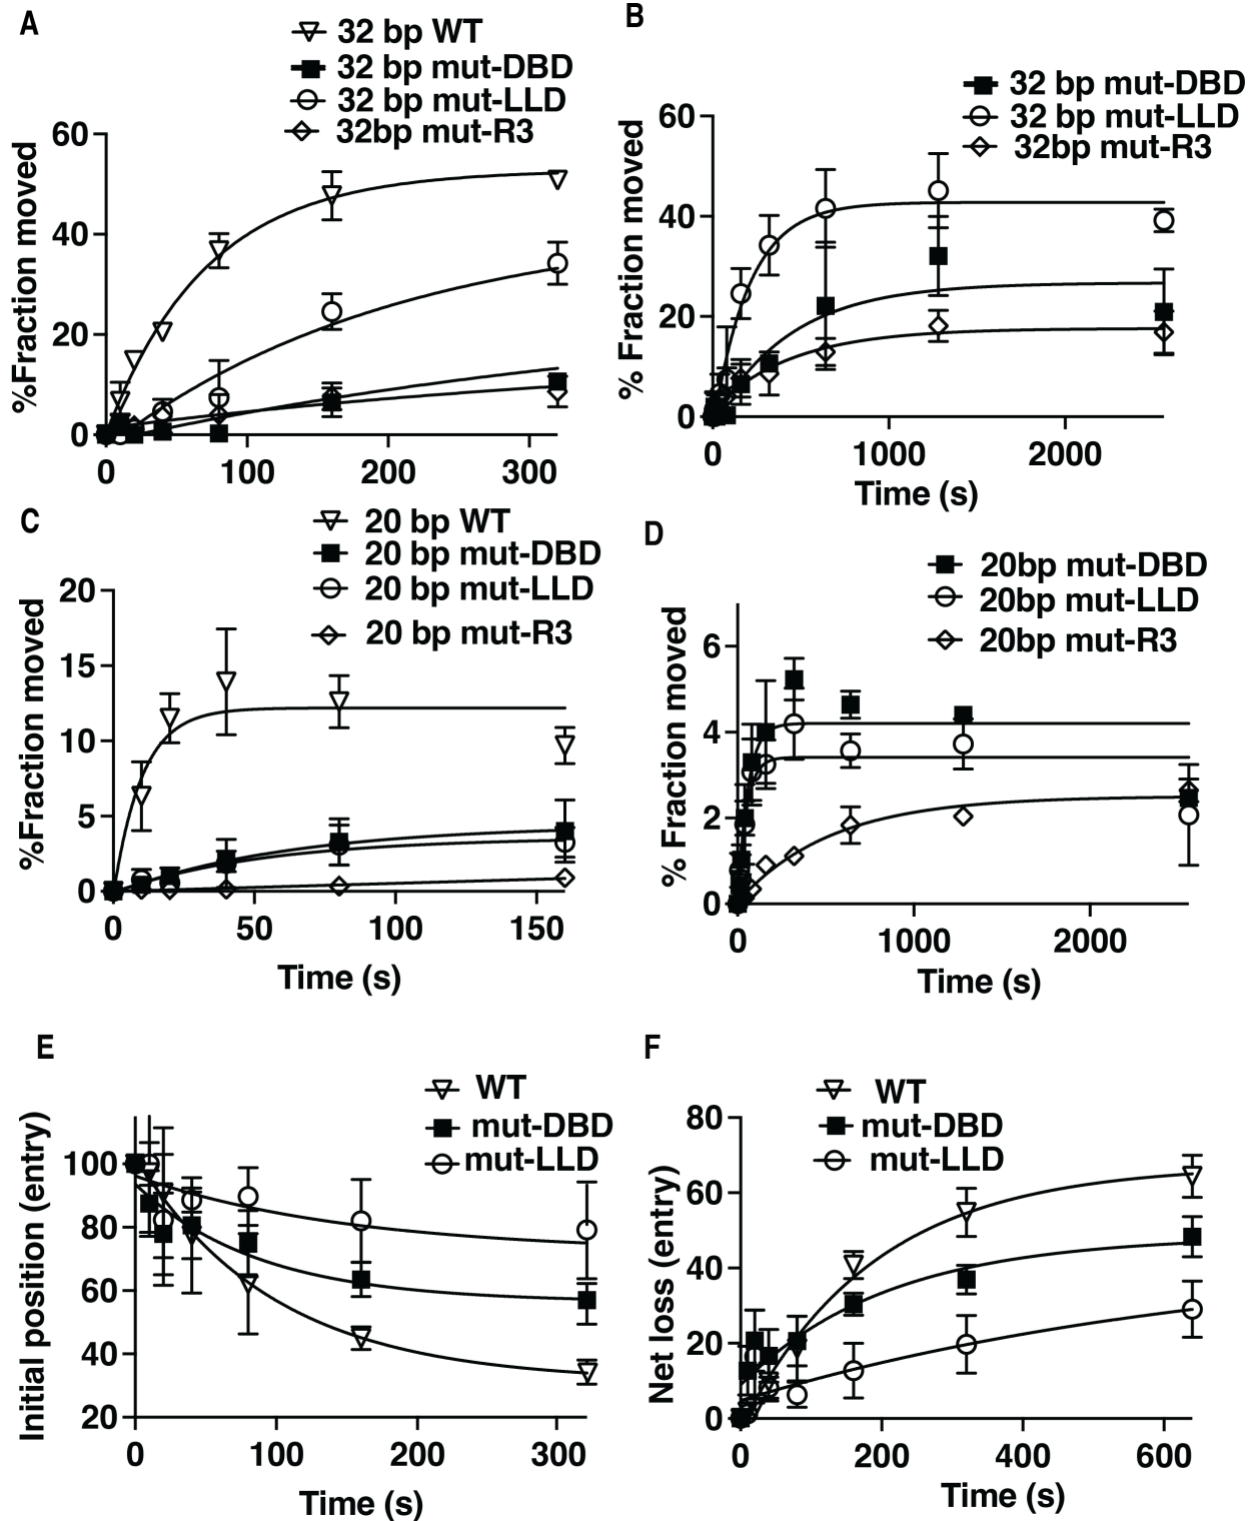 A
32 bp WT
32 bp mut-DBD
32 bp mut-LLD
32bp mut-R3
%Fraction moved
60
40
20
0
0 100 200 300
B
32 bp mut-DBD
32 bp mut-LLD
32bp mut-R3
% Fraction moved
60
40
20
0
0 1000 2000
Time (s)
C
20 bp WT
20 bp mut-DBD
20 bp mut-LLD
20 bp mut-R3
%Fraction moved
20
15
10
5
0
0 50 100 150
Time (s)
D
20bp mut-DBD
20bp mut-LLD
20bp mut-R3
% Fraction moved
6
4
2
0
0 1000 2000
Time (s)
E
WT
mut-DBD
mut-LLD
Initial position (entry)
100
80
60
40
20
0 100 200 300
Time (s)
F
WT
mut-DBD
mut-LLD
Net loss (entry)
80
60
40
20
0
0 200 400 600
Time (s)